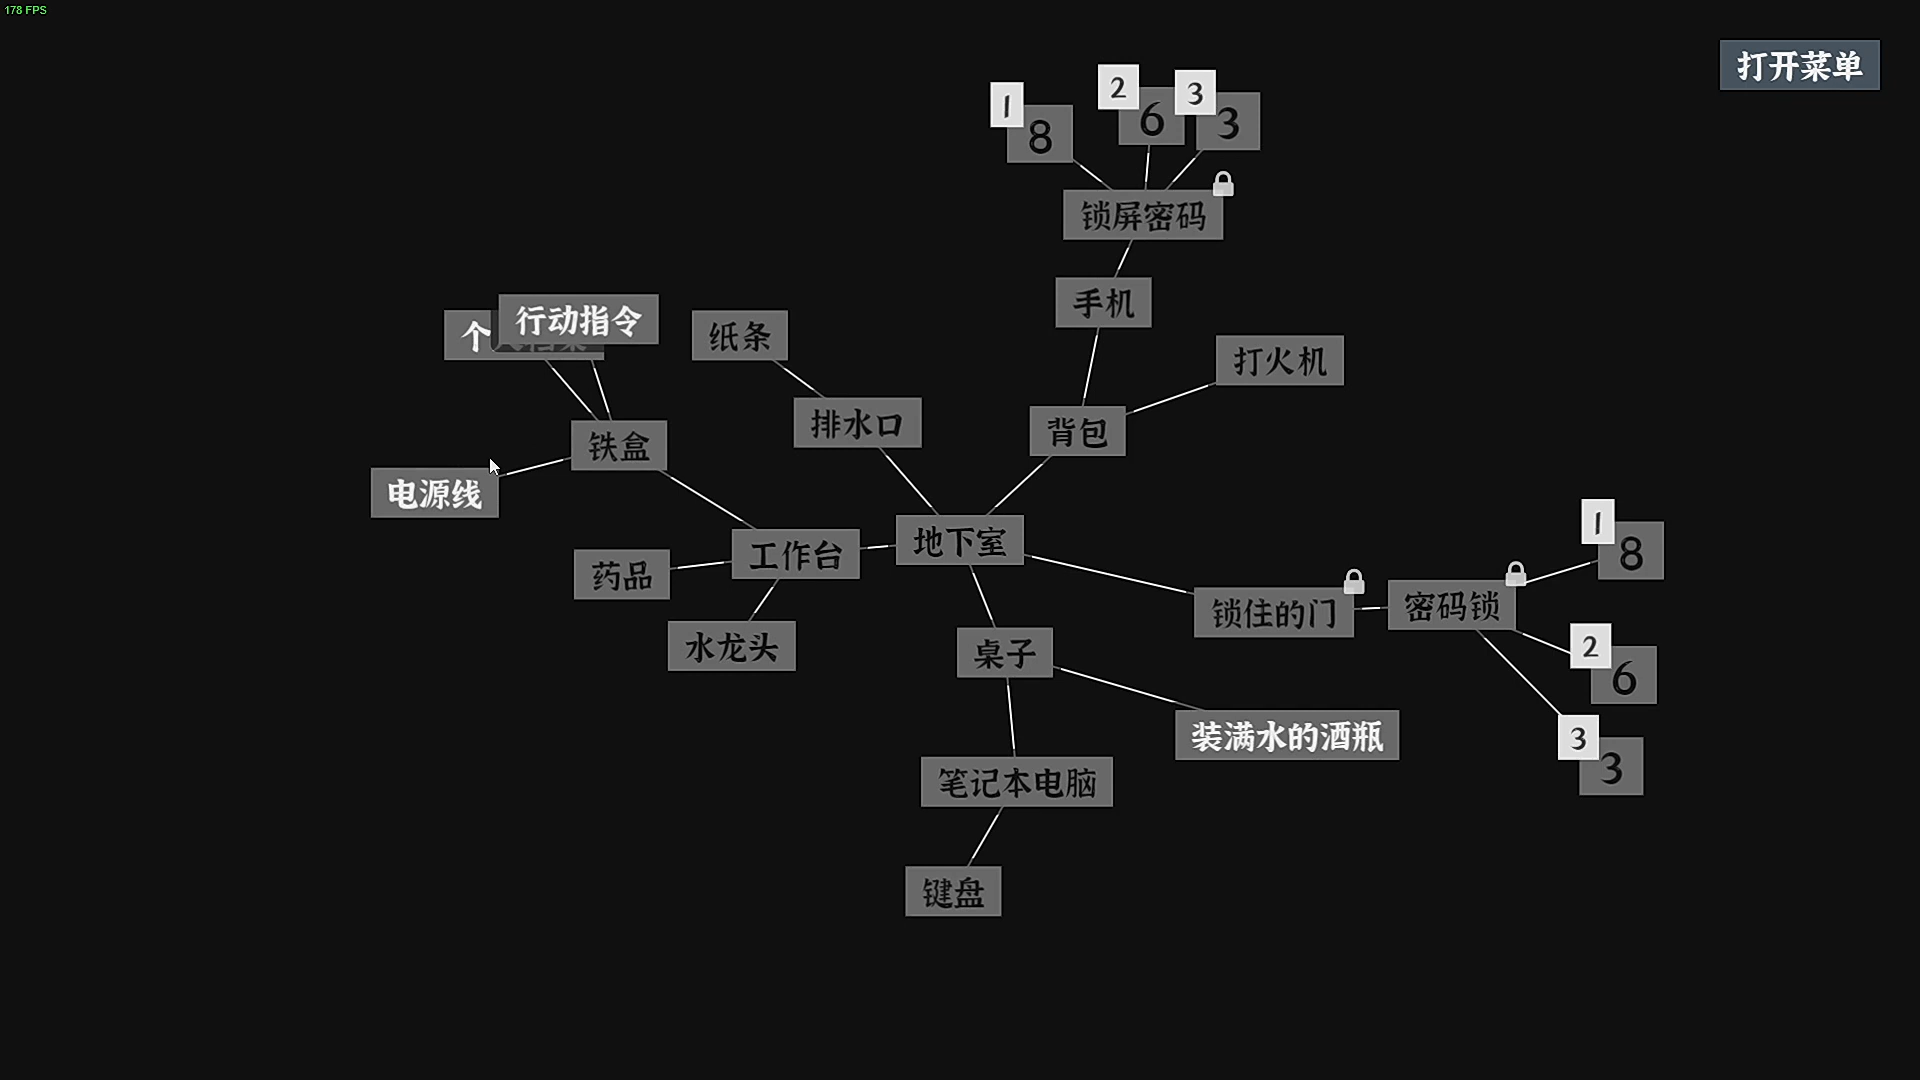 178 FPS
打开菜单
1
8
2
6
3
3
锁屏密码
手机
个
行动指令
纸条
打火机
排水口
背包
铁盒
电源线
地下室
工作台
药品
水龙头
桌子
锁住的门
密码锁
1
8
2
6
3
3
装满水的酒瓶
笔记本电脑
键盘